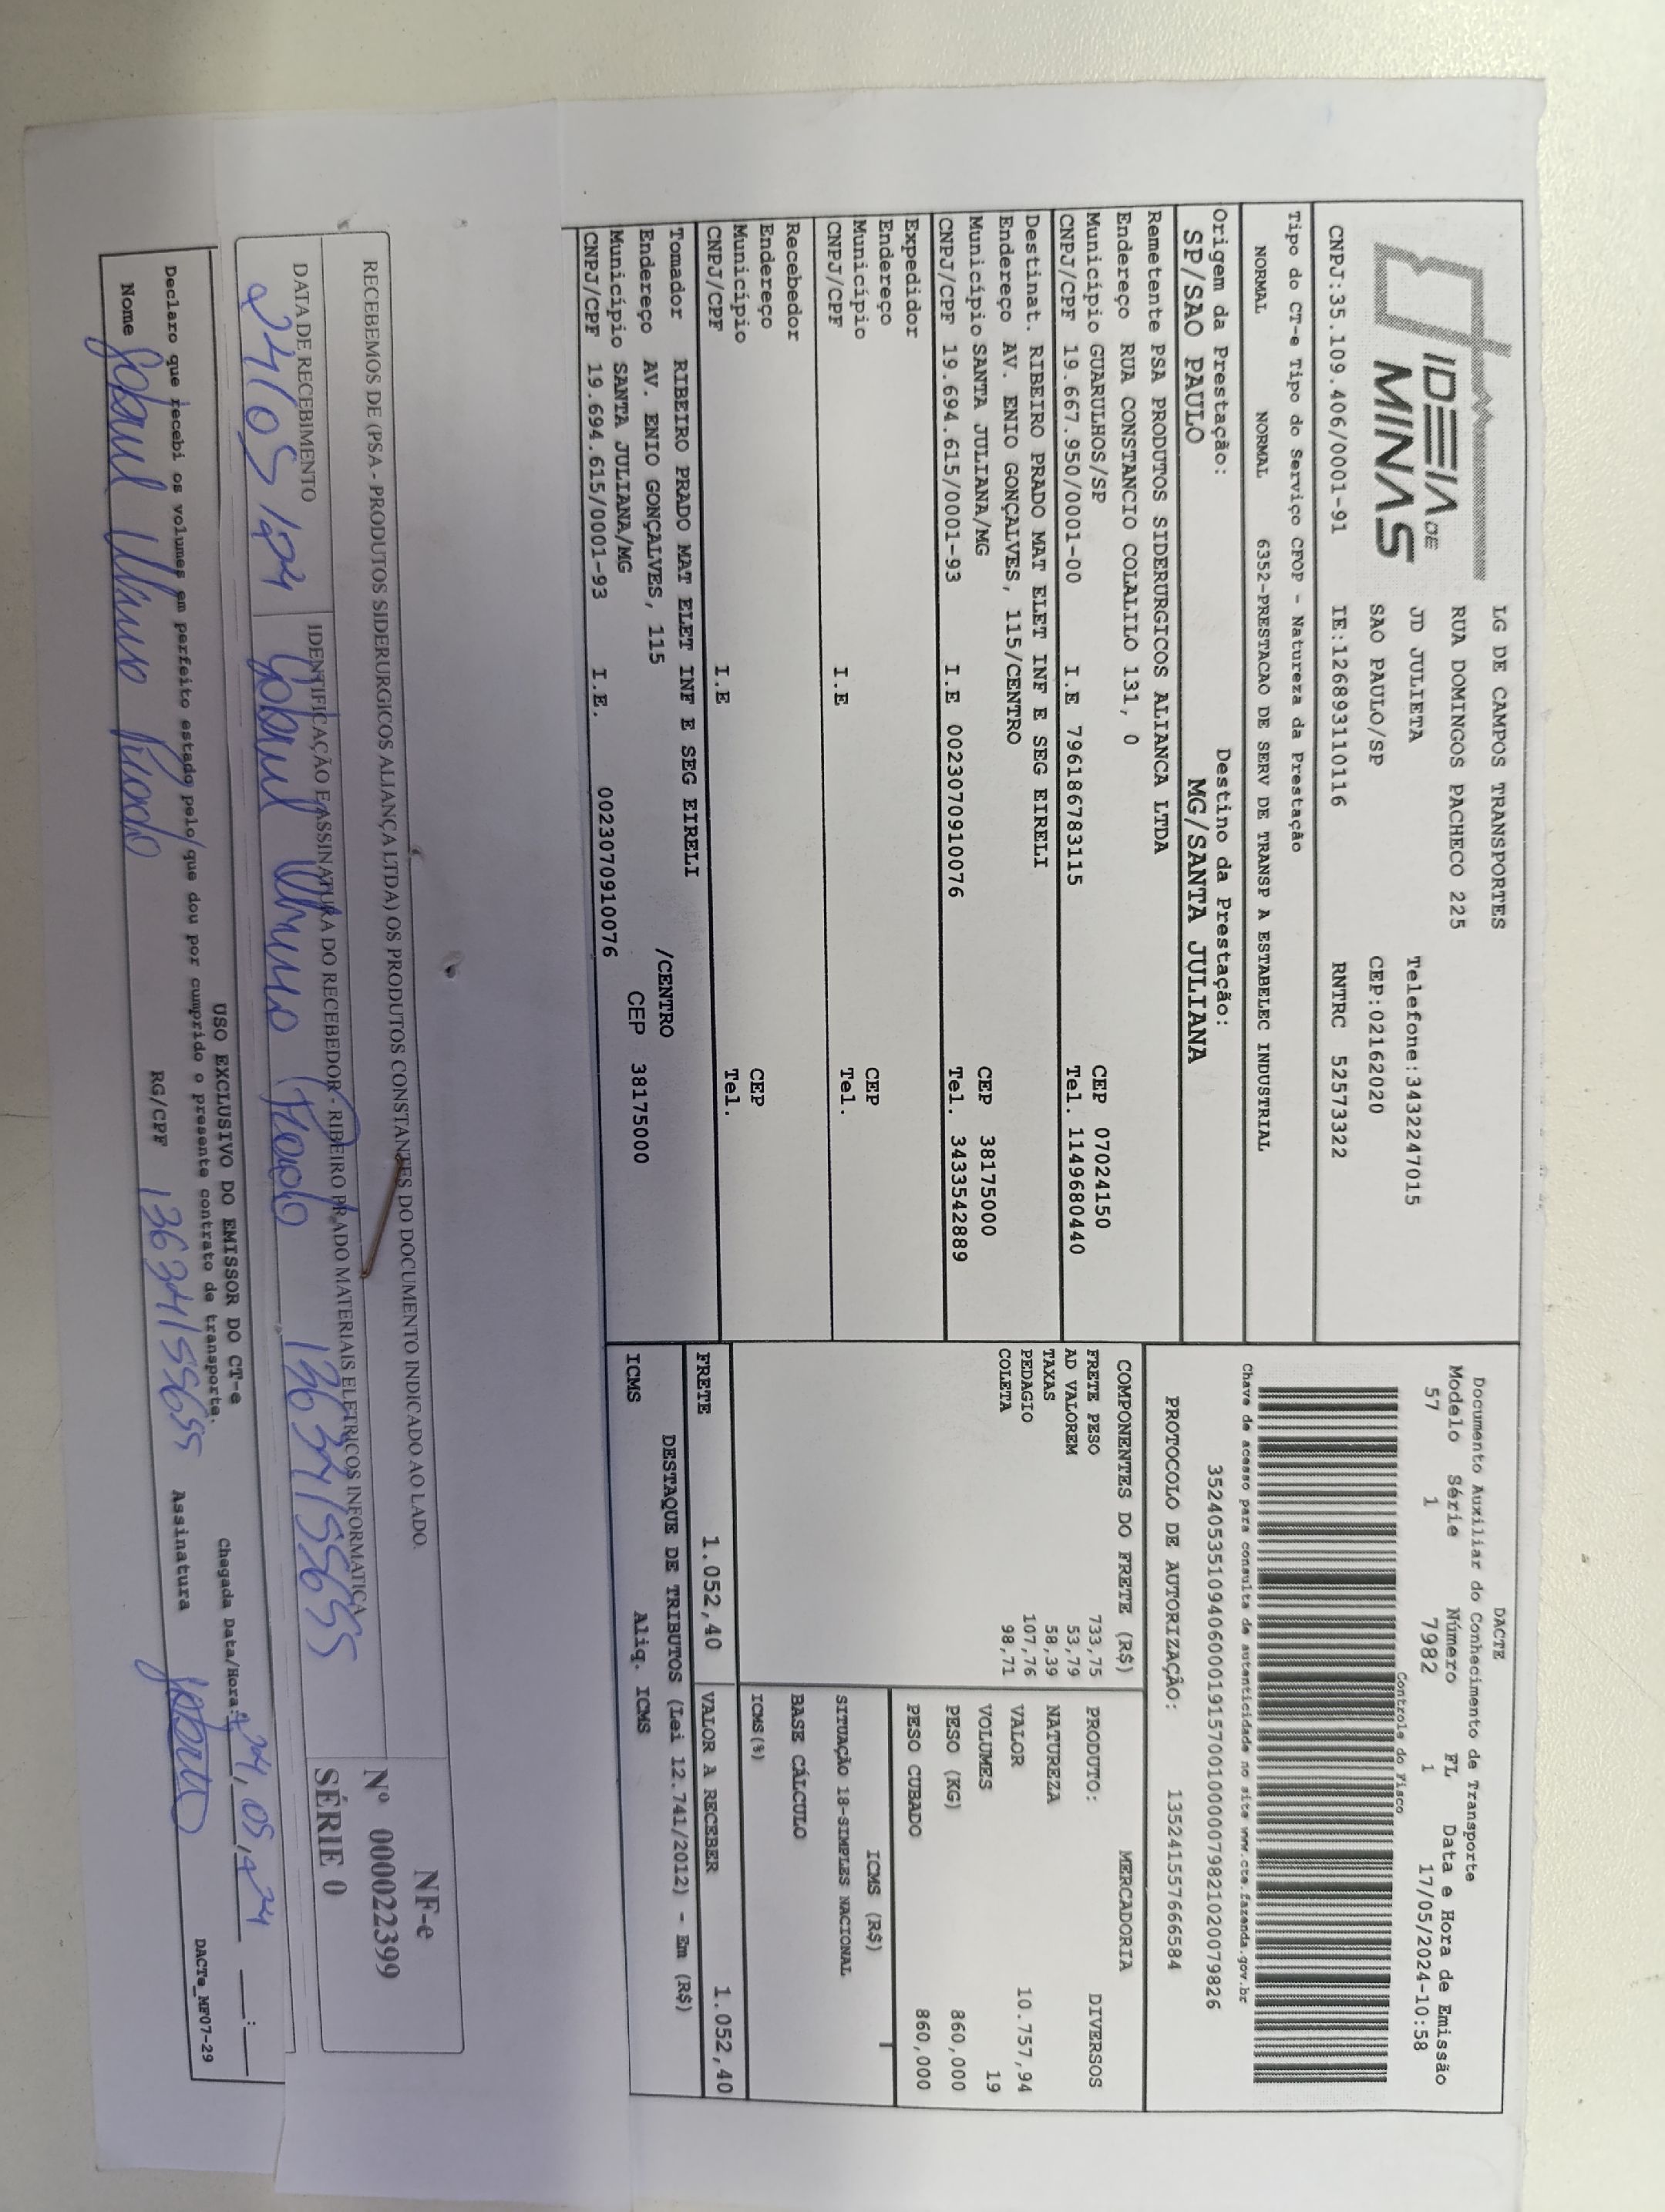 IDEIA DE
MINAS
LG DE CAMPOS TRANSPORTES
RUA DOMINGOS PACHECO 225
JD JULIETA Telefone:3432247015
SAO PAULO/SP CEP:02162020
CNPJ:35.109.406/0001-91 IE:126893110116 RNTRC 52573322
Tipo do CT-e Tipo do Serviço CFOP - Natureza da Prestação
NORMAL NORMAL 6352-PRESTACAO DE SERV DE TRANSP A ESTABELEC INDUSTRIAL
Origem da Prestação: Destino da Prestação:
SP/SAO PAULO MG/SANTA JULIANA
DACTE
Documento Auxiliar do Conhecimento de Transporte
Modelo Série Número FL Data e Hora de Emissão
57 1 7982 1 17/05/2024-10:58
Controle do Fisco
Chave de acesso para consulta de autenticidade no site www.cte.fazenda.gov.br
35240535109406000191570010000079821020079826
PROTOCOLO DE AUTORIZAÇÃO: 135241557666584
Remetente PSA PRODUTOS SIDERURGICOS ALIANCA LTDA
Endereço RUA CONSTANCIO COLALILO 131, 0
Município GUARULHOS/SP CEP 07024150
CNPJ/CPF 19.667.950/0001-00 I.E 796186783115 Tel. 1149680440
Destinat. RIBEIRO PRADO MAT ELET INF E SEG EIRELI
Endereço AV. ENIO GONÇALVES, 115/CENTRO
Município SANTA JULIANA/MG CEP 38175000
CNPJ/CPF 19.694.615/0001-93 I.E 0023070910076 Tel. 3433542889
Expedidor
Endereço
Município CEP
CNPJ/CPF I.E Tel.
Recebedor
Endereço
Município CEP
CNPJ/CPF I.E Tel.
Tomador RIBEIRO PRADO MAT ELET INF E SEG EIRELI
Endereço AV. ENIO GONÇALVES, 115 /CENTRO
Município SANTA JULIANA/MG CEP 38175000
CNPJ/CPF 19.694.615/0001-93 I.E. 0023070910076
COMPONENTES DO FRETE (R$)
FRETE PESO 733,75
AD VALOREM 53,79
TAXAS 58,39
PEDAGIO 107,76
COLETA 98,71
MERCADORIA
PRODUTO: DIVERSOS
NATUREZA
VALOR 10.757,94
VOLUMES 19
PESO (KG) 860,000
PESO CUBADO 860,000
ICMS (R$)
SITUAÇÃO 18-SIMPLES NACIONAL
BASE CÁLCULO
ICMS(%)
FRETE 1.052,40 VALOR A RECEBER 1.052,40
DESTAQUE DE TRIBUTOS (Lei 12.741/2012) - Em (R$)
ICMS Aliq. ICMS
RECEBEMOS DE (PSA - PRODUTOS SIDERURGICOS ALIANÇA LTDA) OS PRODUTOS CONSTANTES DO DOCUMENTO INDICADO AO LADO.
DATA DE RECEBIMENTO IDENTIFICAÇÃO E ASSINATURA DO RECEBEDOR - RIBEIRO PRADO MATERIAIS ELETRICOS INFORMATICA
24/05/24 Prado 13634155655
NF-e
Nº 000022399
SÉRIE 0
USO EXCLUSIVO DO EMISSOR DO CT-e
Declaro que recebi os volumes em perfeito estado pelo que dou por cumprido o presente contrato de transporte.
Chegada Data/Hora: 24,05,24
Nome Prado RG/CPF 13634155655 Assinatura
DACTe_MF07-29